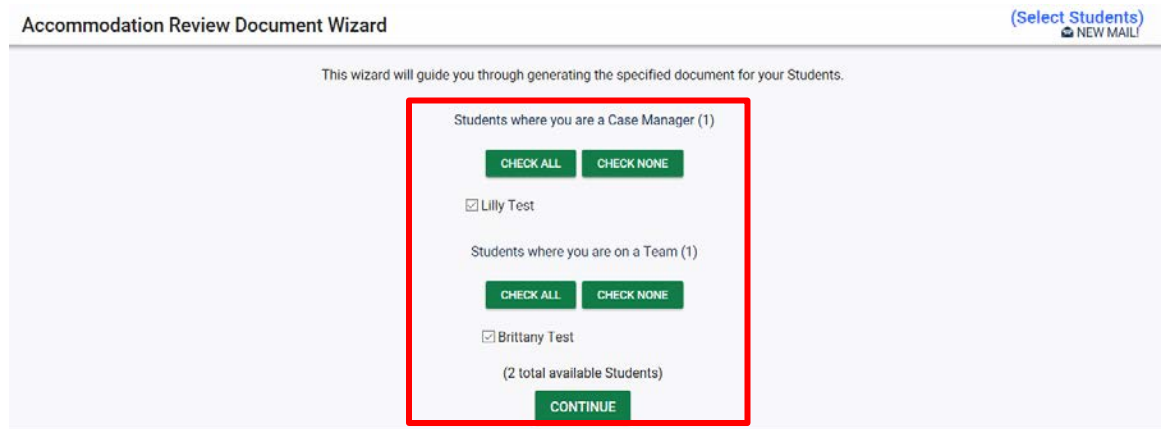 Accommodation Review Document Wizard
(Select Students)
NEW MAIL!
This wizard will guide you through generating the specified document for your Students.
Students where you are a Case Manager (1)
CHECK ALL CHECK NONE
Lilly Test
Students where you are on a Team (1)
CHECK ALL CHECK NONE
Brittany Test
(2 total available Students)
CONTINUE